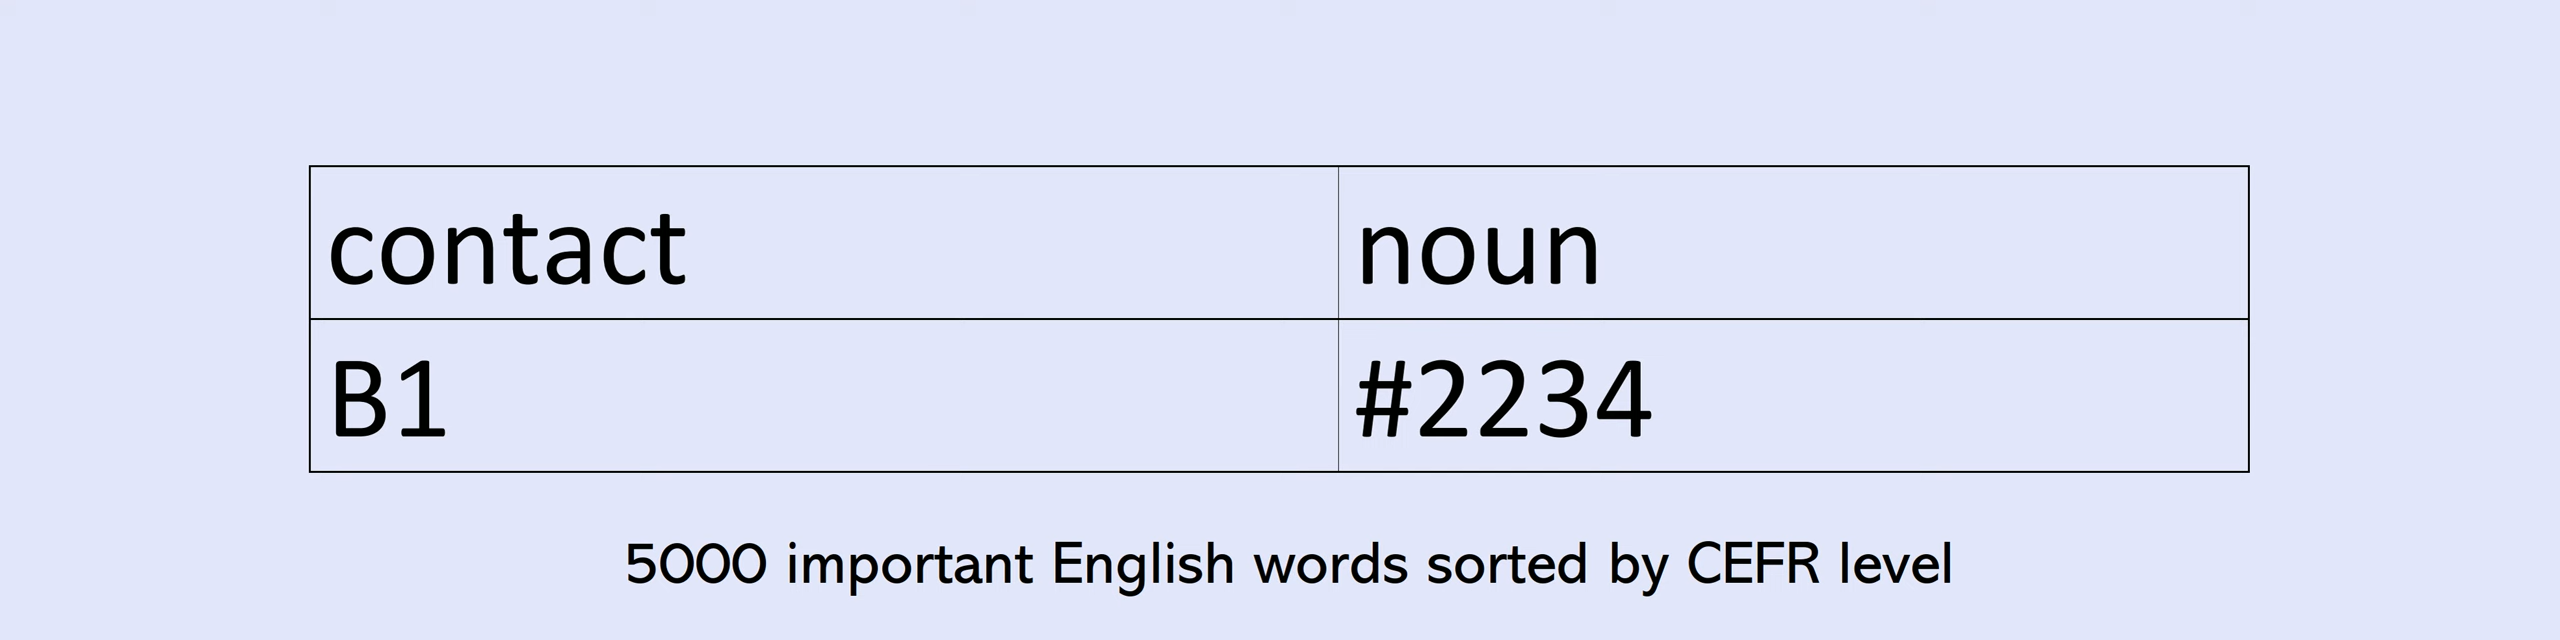 contact noun
B1 #2234
5000 important English words sorted by CEFR level